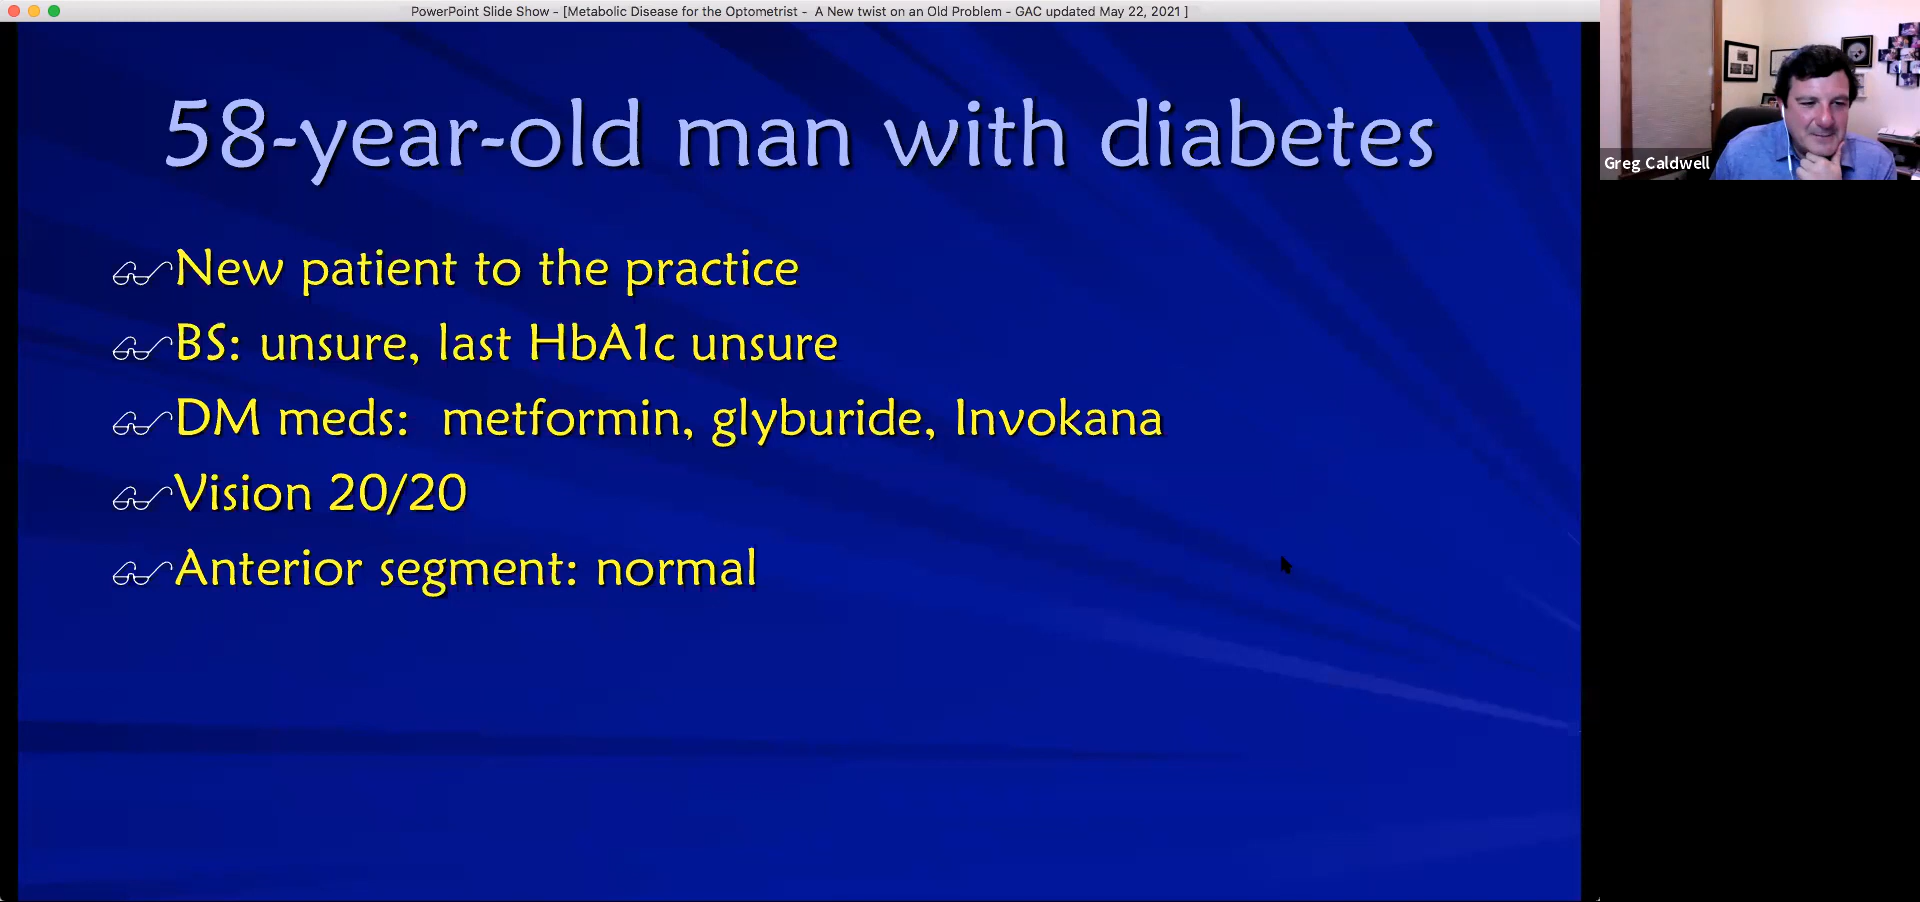 PowerPoint Slide Show - [Metabolic Disease for the Optometrist - A New twist on an Old Problem - GAC updated May 22, 2021 ]
58-year-old man with diabetes
New patient to the practice
BS: unsure, last HbA1c unsure
DM meds: metformin, glyburide, Invokana
Vision 20/20
Anterior segment: normal
Greg Caldwell